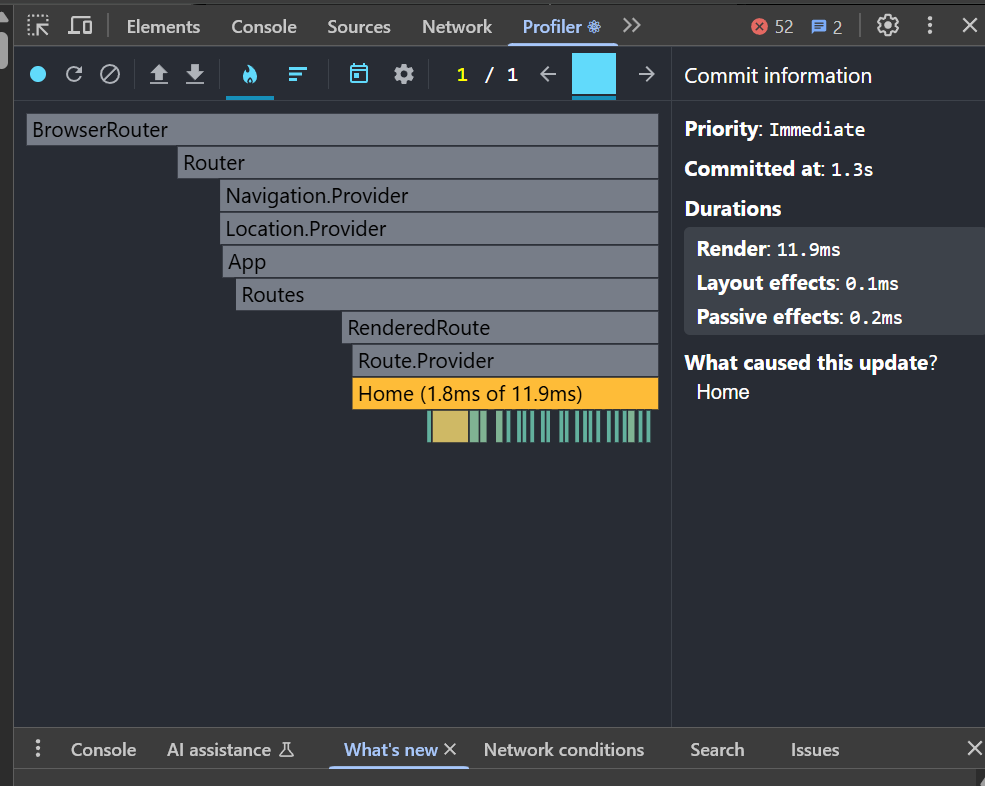 Elements Console Sources Network Profiler 52 2
1 / 1
Commit information
BrowserRouter
Router
Navigation.Provider
Location.Provider
App
Routes
RenderedRoute
Route.Provider
Home (1.8ms of 11.9ms)
Priority: Immediate
Committed at: 1.3s
Durations
Render: 11.9ms
Layout effects: 0.1ms
Passive effects: 0.2ms
What caused this update?
Home
Console AI assistance What's new Network conditions Search Issues